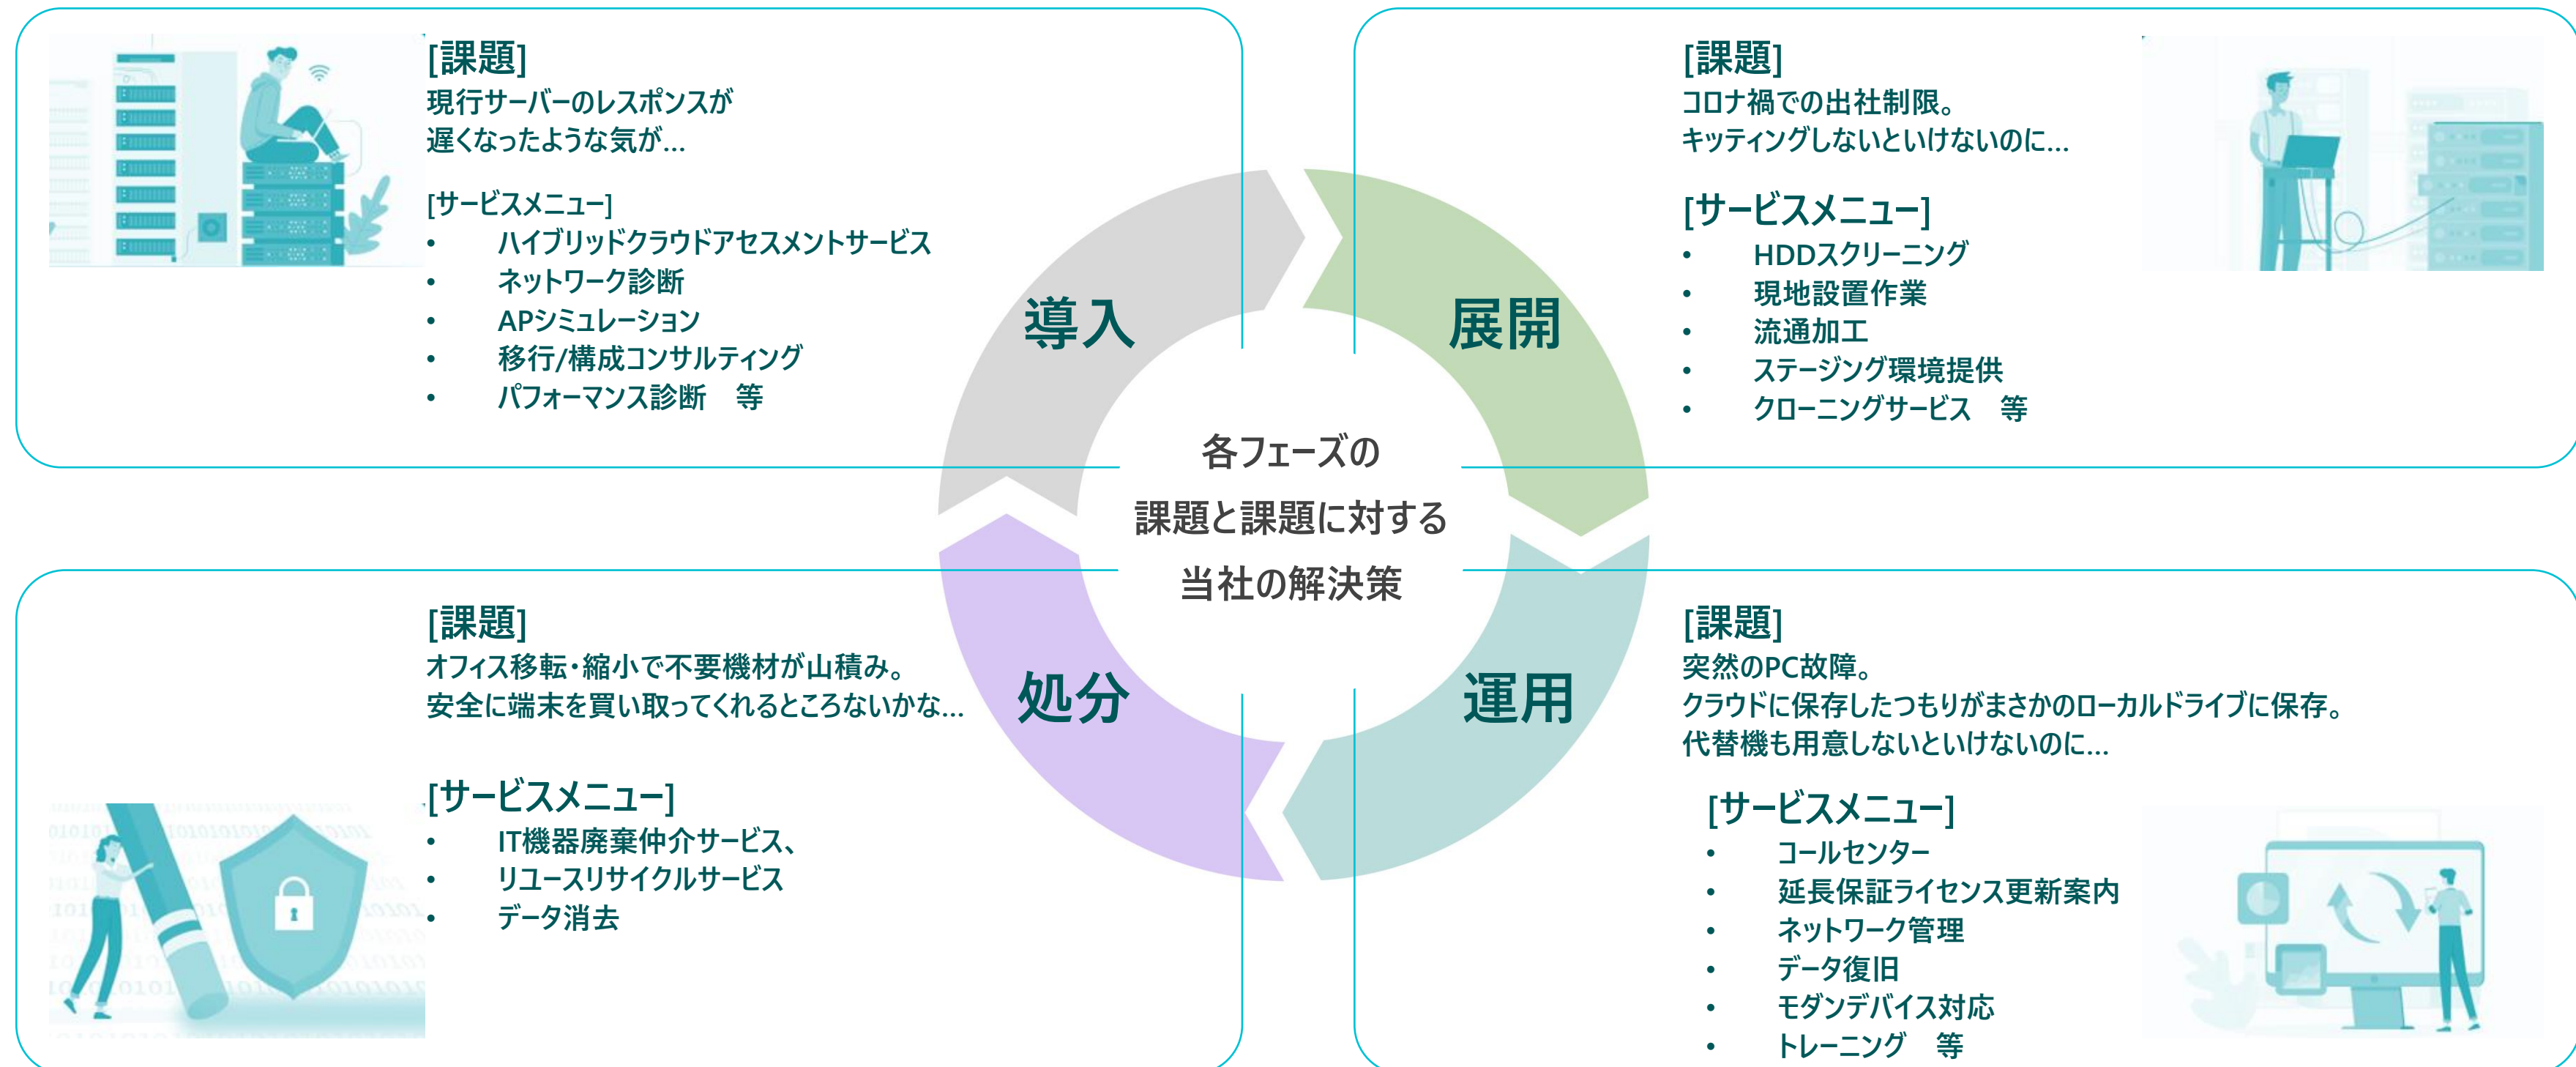 [課題]
現行サーバーのレスポンスが
遅くなったような気が…
[サービスメニュー]
• ハイブリッドクラウドアセスメントサービス
• ネットワーク診断
• APシミュレーション
• 移行/構成コンサルティング
• パフォーマンス診断　等
導入
[課題]
コロナ禍での出社制限。
キッティングしないといけないのに…
[サービスメニュー]
• HDDスクリーニング
• 現地設置作業
• 流通加工
• ステージング環境提供
• クローニングサービス　等
展開
各フェーズの
課題と課題に対する
当社の解決策
[課題]
オフィス移転・縮小で不要機材が山積み。
安全に端末を買い取ってくれるところないかな…
[サービスメニュー]
• IT機器廃棄仲介サービス、
• リユースリサイクルサービス
• データ消去
処分
運用
[課題]
突然のPC故障。
クラウドに保存したつもりがまさかのローカルドライブに保存。
代替機も用意しないといけないのに…
[サービスメニュー]
• コールセンター
• 延長保証ライセンス更新案内
• ネットワーク管理
• データ復旧
• モダンデバイス対応
• トレーニング　等